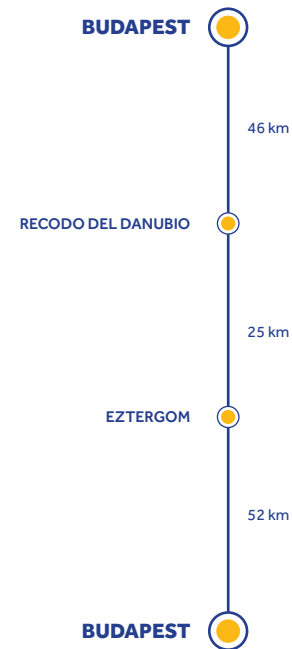 BUDAPEST
46 km
RECODO DEL DANUBIO
25 km
EZTERGOM
52 km
BUDAPEST